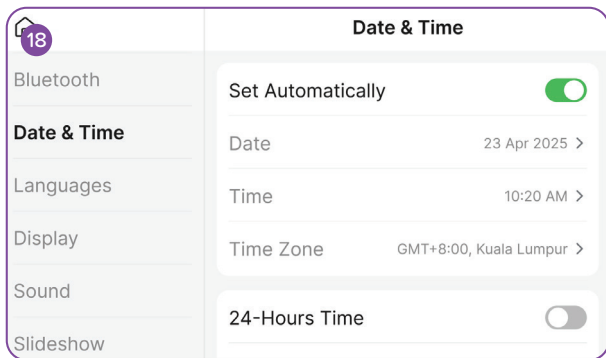 18
Date & Time
Bluetooth
Date & Time
Languages
Display
Sound
Slideshow
Set Automatically
Date 23 Apr 2025 >
Time 10:20 AM >
Time Zone GMT+8:00, Kuala Lumpur >
24-Hours Time